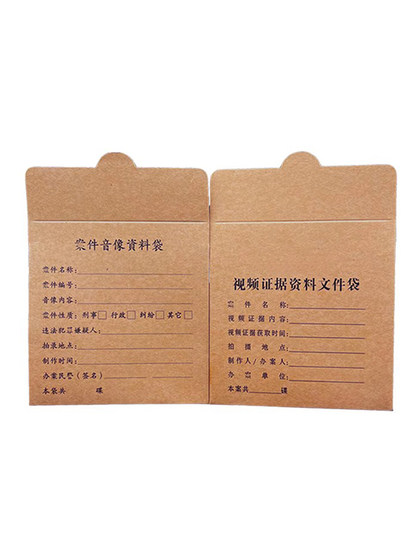 案件音像資料袋
案件名称:
案件编号:
音像内容:
案件性质: 刑事□ 行政□ 纠纷□ 其它□
违法犯罪嫌疑人:
拍录地点:
制作时间:
办案民警(签名)
本案共 碟
视频证据资料文件袋
案件名称:
视频证据内容:
视频证据获取时间:
拍摄地点:
制作人/办案人:
办案单位:
本案共 碟